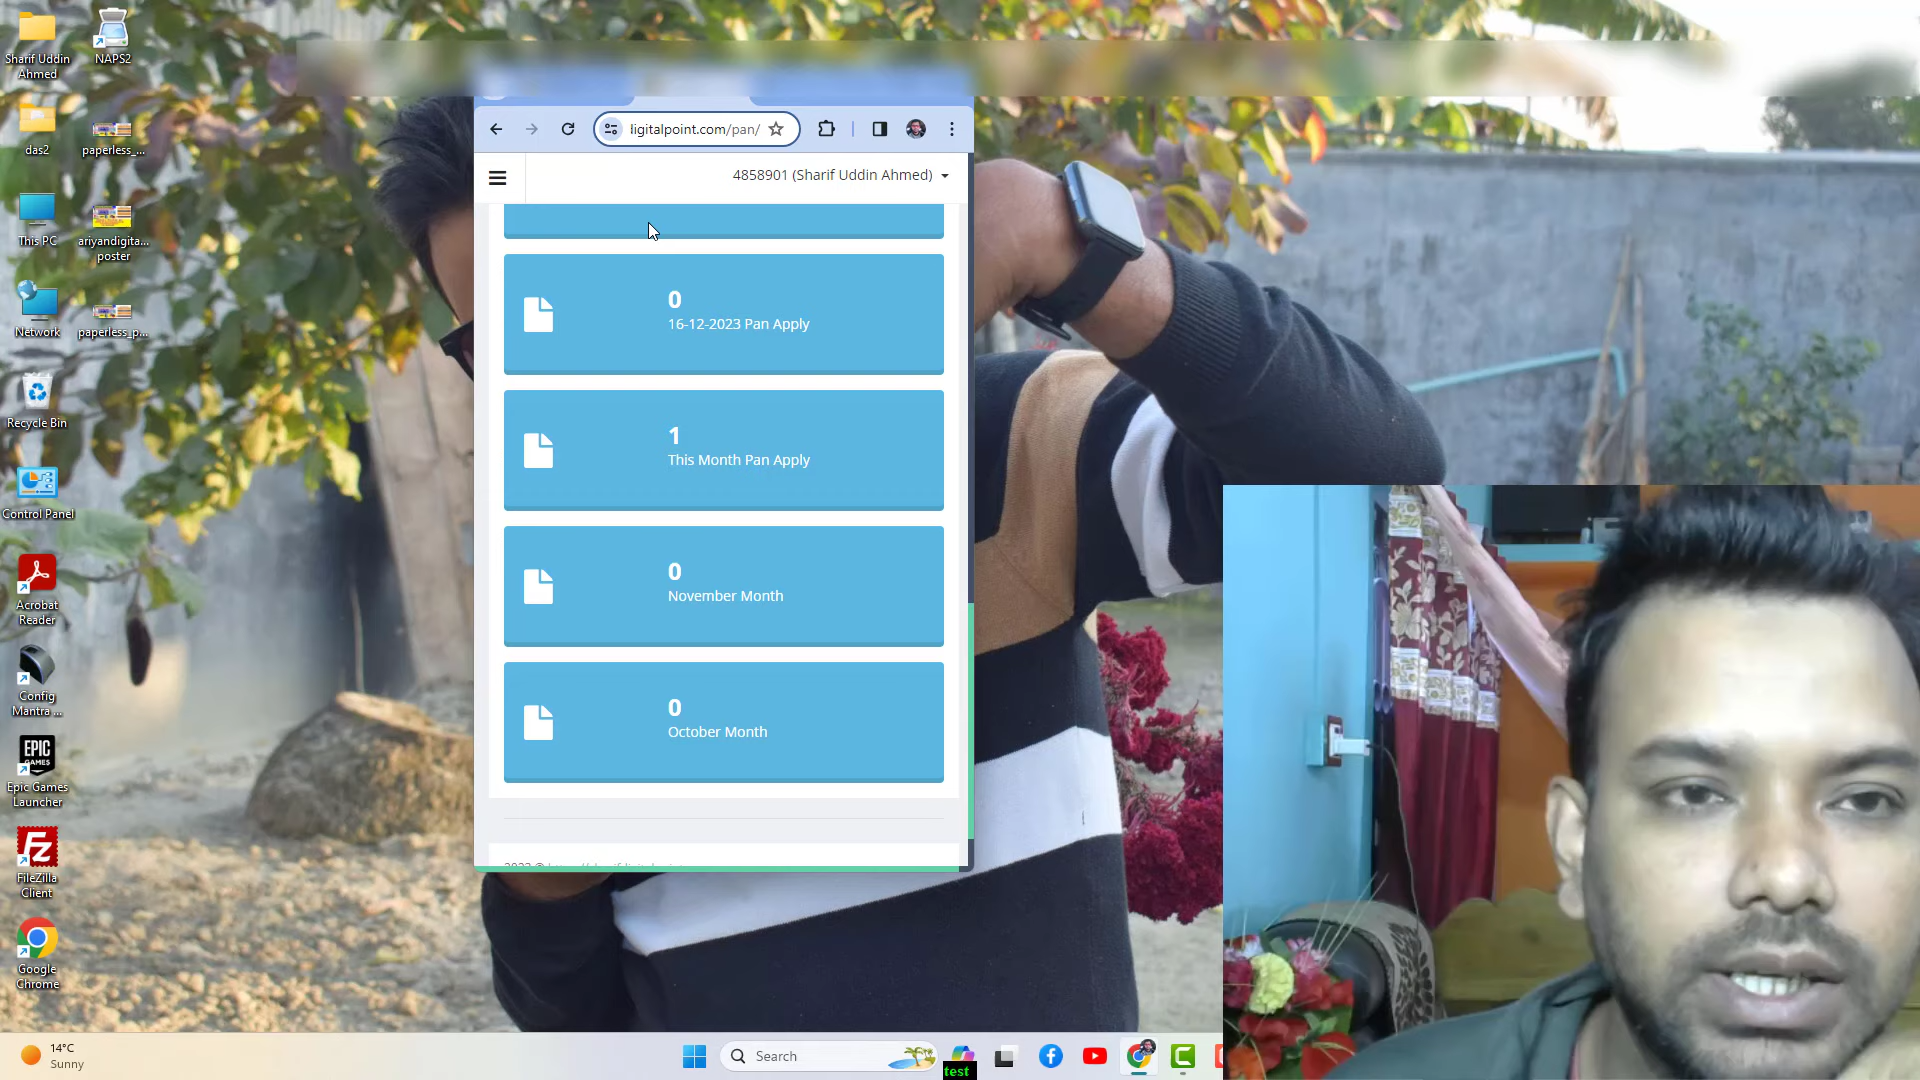 Sharif Uddin
Ahmed
NAPS2
das2
paperless_...
This PC
ariyandigita...
poster
Network
paperless_p...
Recycle Bin
Control Panel
Acrobat
Reader
Config
Mantra ...
EPIC
GAMES
Epic Games
Launcher
FileZilla
Client
Google
Chrome
ligitalpoint.com/pan/
4858901 (Sharif Uddin Ahmed)
0
16-12-2023 Pan Apply
1
This Month Pan Apply
0
November Month
0
October Month
14°C
Sunny
Search
test